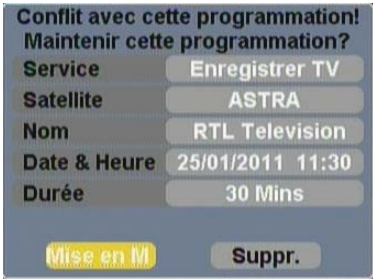 Conflit avec cette programmation!
Maintenir cette programmation?
Service Enregistrer TV
Satellite ASTRA
Nom RTL Television
Date & Heure 25/01/2011 11:30
Durée 30 Mins
Mise en M Suppr.